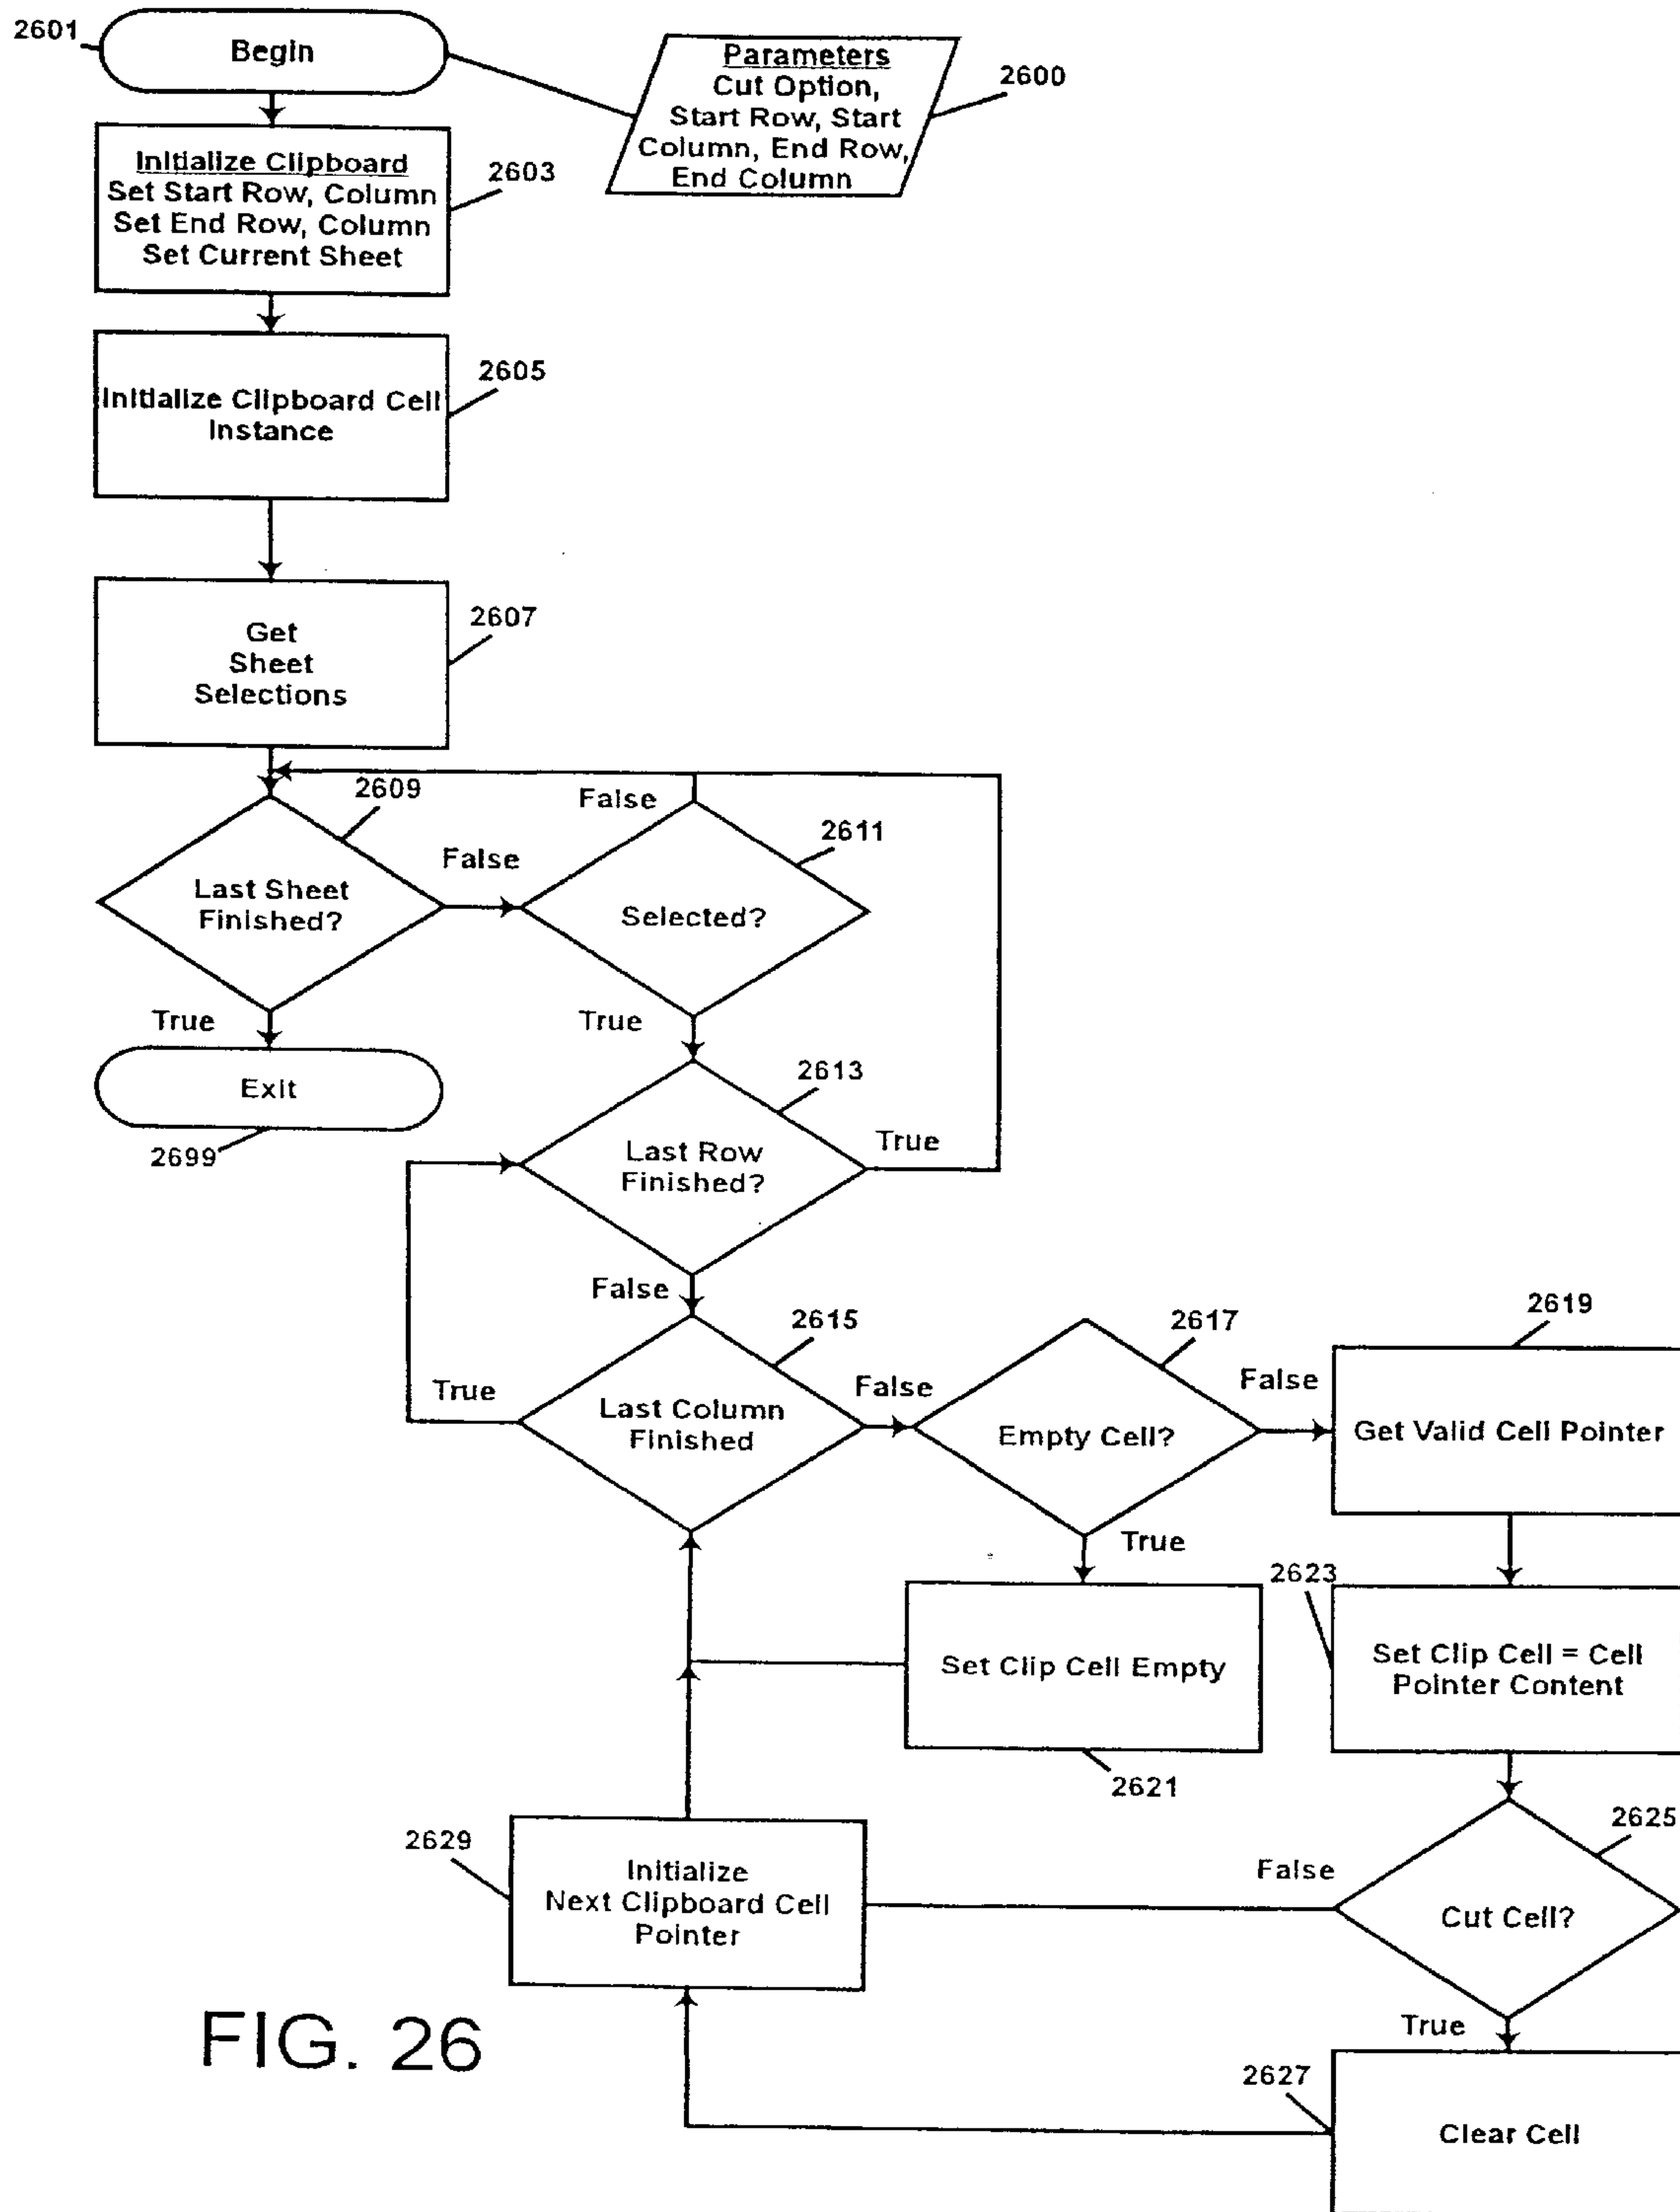 2601
Begin
Parameters
Cut Option,
Start Row, Start
Column, End Row,
End Column
2600
Initialize Clipboard
Set Start Row, Column
Set End Row, Column
Set Current Sheet
2603
Initialize Clipboard Cell
Instance
2605
Get
Sheet
Selections
2607
2609
False
2611
Last Sheet
Finished?
False
Selected?
True
True
Exit
2699
2613
Last Row
Finished?
True
False
2615
2617
2619
True
Last Column
Finished
False
Empty Cell?
False
Get Valid Cell Pointer
True
2623
Set Clip Cell Empty
2621
Set Clip Cell = Cell
Pointer Content
2629
Initialize
Next Clipboard Cell
Pointer
False
2625
Cut Cell?
True
2627
Clear Cell
FIG. 26